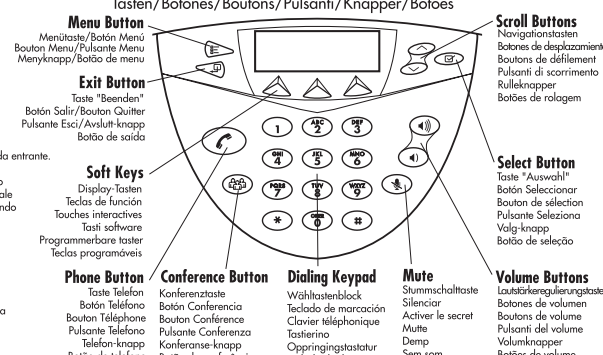 Tasten/Botones/Boutons/Pulsanti/Knapper/Botões
Menu Button
Menütaste/Botón Menú
Bouton Menu/Pulsante Menu
Menyknapp/Botão de menu
Exit Button
Taste "Beenden"
Botón Salir/Bouton Quitter
Pulsante Esci/Avslutt-knapp
Botão de saída
da entrante.
Soft Keys
Display-Tasten
Teclas de función
Touches interactives
Tasti software
Programmerbare taster
Teclas programáveis
ale
ndo
Scroll Buttons
Navigationstasten
Botones de desplazamiento
Boutons de défilement
Pulsanti di scorrimento
Rulleknapper
Botões de rolagem
1
ABC
2
DEF
3
GHI
4
JKL
5
MNO
6
PQRS
7
TUV
8
WXYZ
9
*
OPER
0
#
Select Button
Taste "Auswahl"
Botón Seleccionar
Bouton de sélection
Pulsante Seleziona
Valg-knapp
Botão de seleção
Phone Button
Taste Telefon
Botón Teléfono
Bouton Téléphone
Pulsante Telefono
Telefon-knapp
Botão de telefone
Conference Button
Konferenztaste
Botón Conferencia
Bouton Conférence
Pulsante Conferenza
Konferanse-knapp
Dialing Keypad
Wähltastenblock
Teclado de marcación
Clavier téléphonique
Tastierino
Oppringingstastatur
Mute
Stummschalttaste
Silenciar
Activer le secret
Mutte
Demp
Sem som
Volume Buttons
Lautstärkeregulierungstaste
Botones de volumen
Boutons de volume
Pulsanti del volume
Volumknapper
Botões de volume